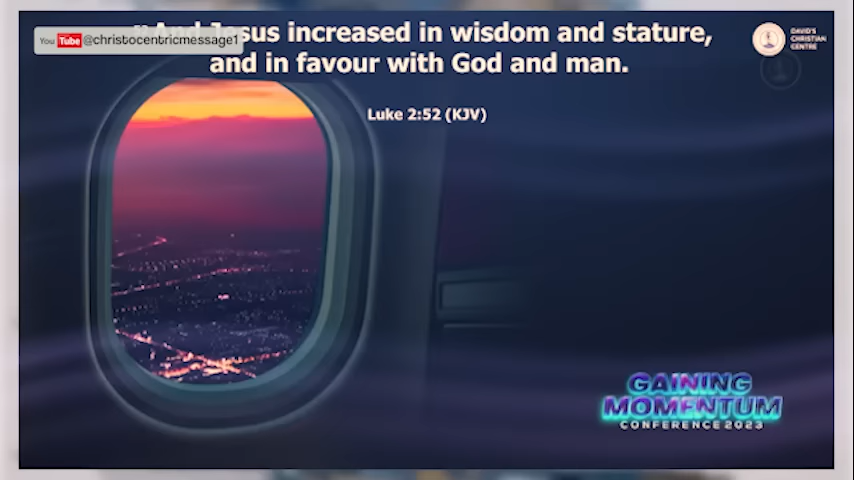 You Tube @christocentricmessage1
Jesus increased in wisdom and stature,
and in favour with God and man.
Luke 2:52 (KJV)
DAVID'S
CHRISTIAN
CENTRE
GAINING
MOMENTUM
CONFERENCE 2023